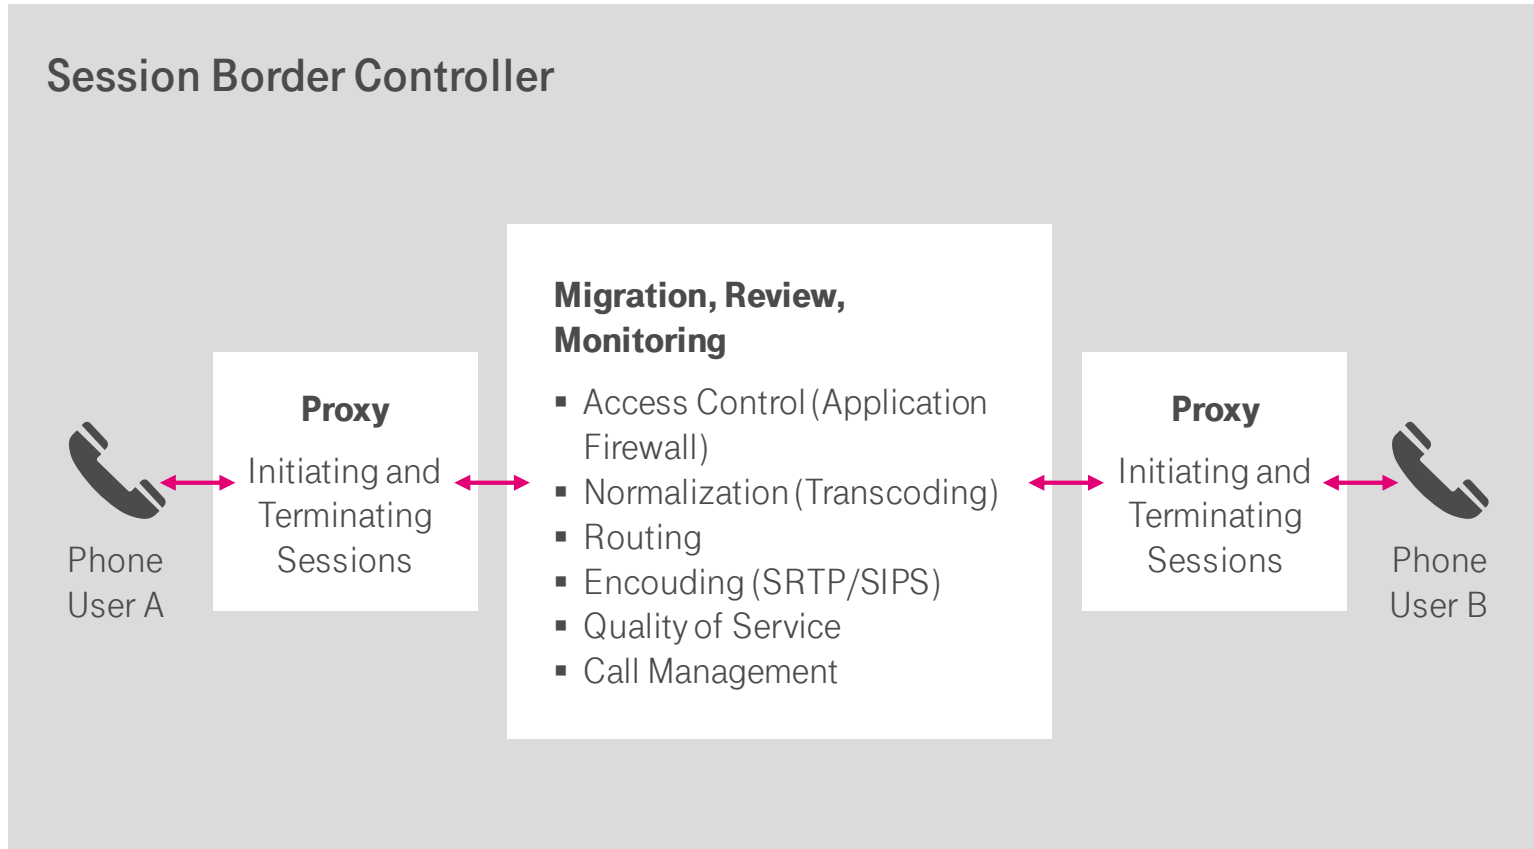 Session Border Controller
Migration, Review,
Monitoring
▪ Access Control (Application
Firewall)
▪ Normalization (Transcoding)
▪ Routing
▪ Encouding (SRTP/SIPS)
▪ Quality of Service
▪ Call Management
Proxy
Initiating and
Terminating
Sessions
Proxy
Initiating and
Terminating
Sessions
Phone
User A
Phone
User B